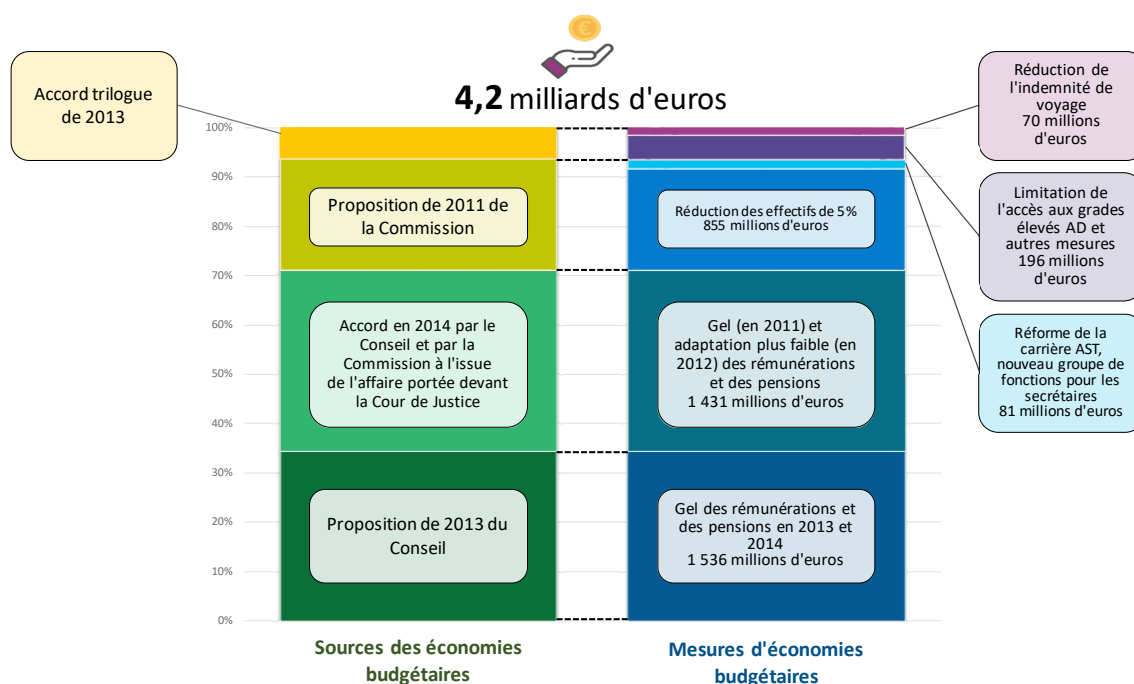 4,2 milliards d'euros
Accord trilogue
de 2013
100%
90%
80%
70%
60%
50%
40%
30%
20%
10%
0%
Proposition de 2011 de
la Commission
Accord en 2014 par le
Conseil et par la
Commission à l'issue
de l'affaire portée devant
la Cour de Justice
Proposition de 2013 du
Conseil
Réduction des effectifs de 5%
855 millions d'euros
Gel (en 2011) et
adaptation plus faible (en
2012) des rémunérations
et des pensions
1 431 millions d'euros
Gel des rémunérations et
des pensions en 2013 et
2014
1 536 millions d'euros
Réduction de
l'indemnité de
voyage
70 millions
d'euros
Limitation de
l'accès aux grades
élevés AD et
autres mesures
196 millions
d'euros
Réforme de la
carrière AST,
nouveau groupe de
fonctions pour les
secrétaires
81 millions d'euros
Sources des économies
budgétaires
Mesures d'économies
budgétaires